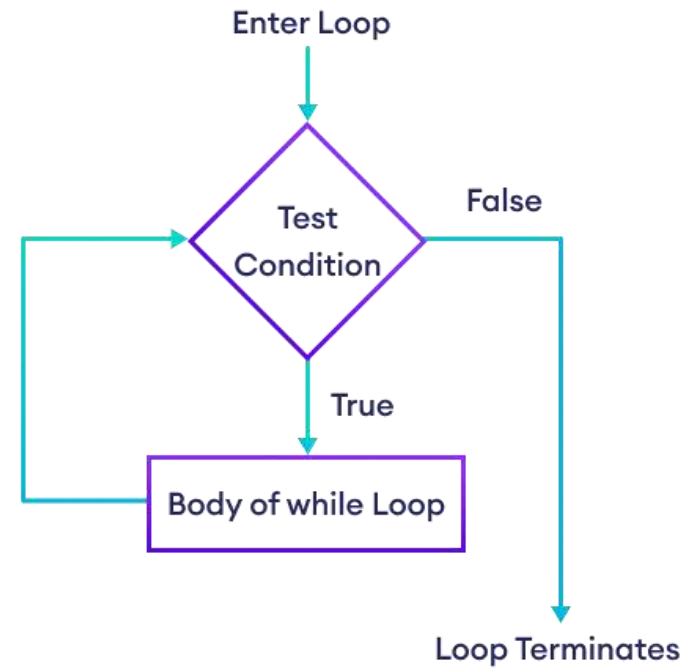 Enter Loop
False
Test
Condition
True
Body of while Loop
Loop Terminates